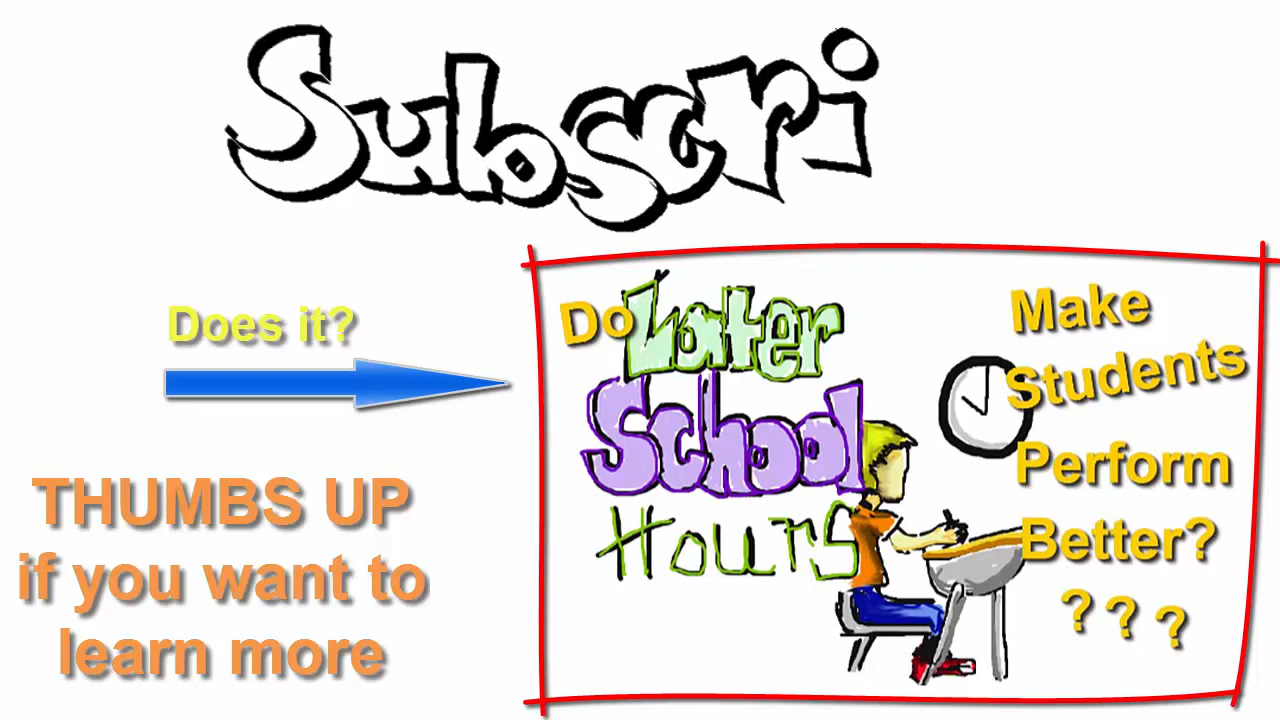 Subscri
Does it?
THUMBS UP
if you want to
learn more
Do Later
School
Hours
Make
Students
Perform
Better?
? ? ?